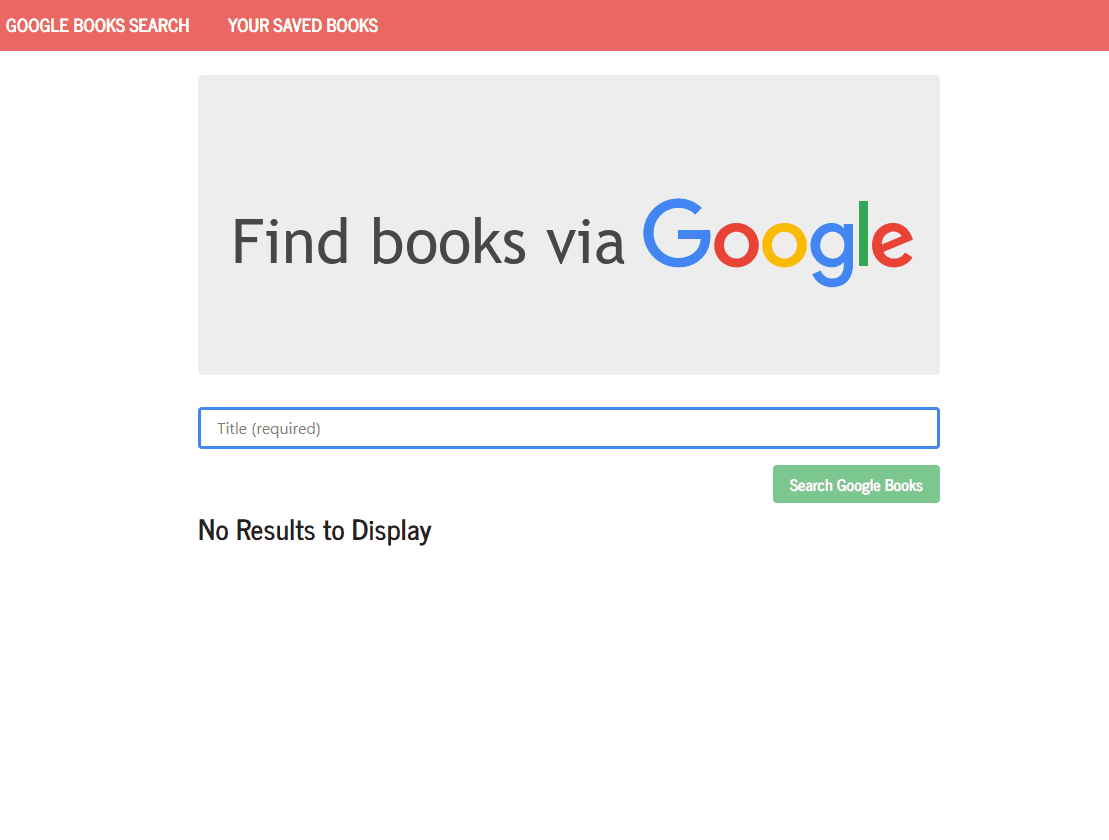 GOOGLE BOOKS SEARCH YOUR SAVED BOOKS
Find books via Google
Title (required)
Search Google Books
No Results to Display